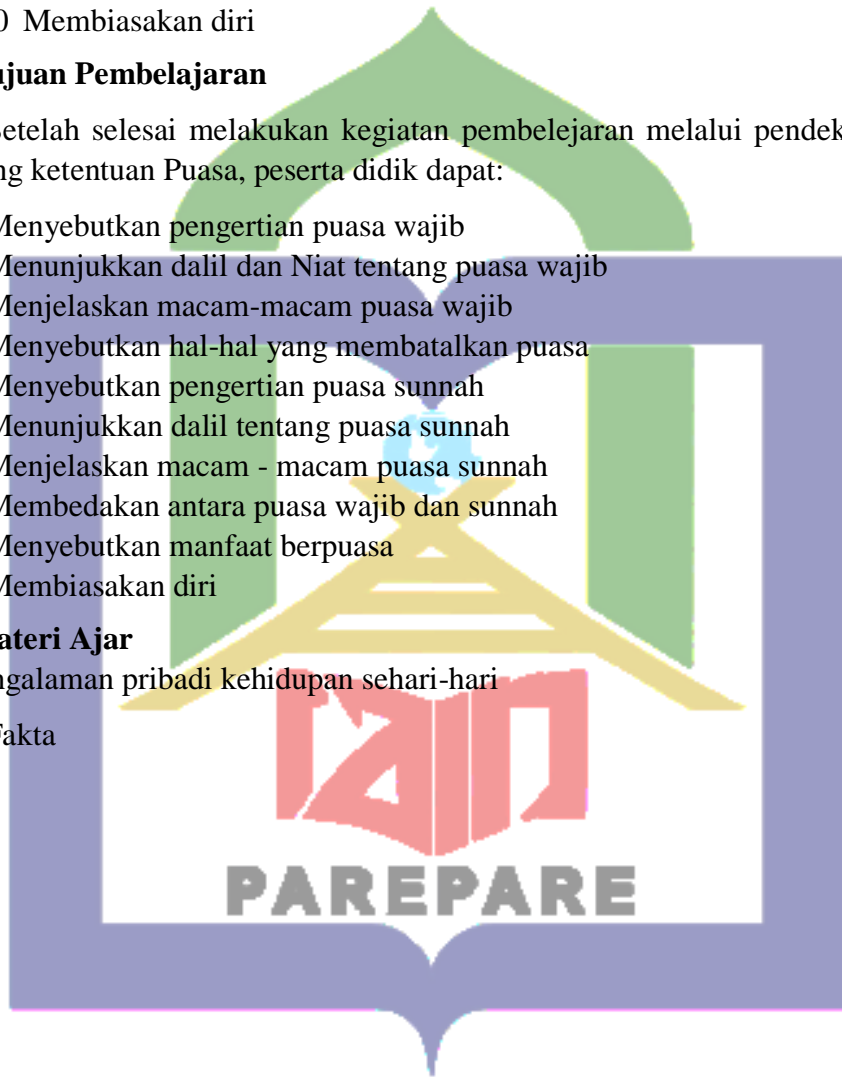 0 Membiasakan diri
ujuan Pembelajaran
Setelah selesai melakukan kegiatan pembelejaran melalui pendek
ng ketentuan Puasa, peserta didik dapat:
Menyebutkan pengertian puasa wajib
Menunjukkan dalil dan Niat tentang puasa wajib
Menjelaskan macam-macam puasa wajib
Menyebutkan hal-hal yang membatalkan puasa
Menyebutkan pengertian puasa sunnah
Menunjukkan dalil tentang puasa sunnah
Menjelaskan macam - macam puasa sunnah
Membedakan antara puasa wajib dan sunnah
Menyebutkan manfaat berpuasa
Membiasakan diri
ateri Ajar
ngalaman pribadi kehidupan sehari-hari
Fakta
iain
PAREPARE